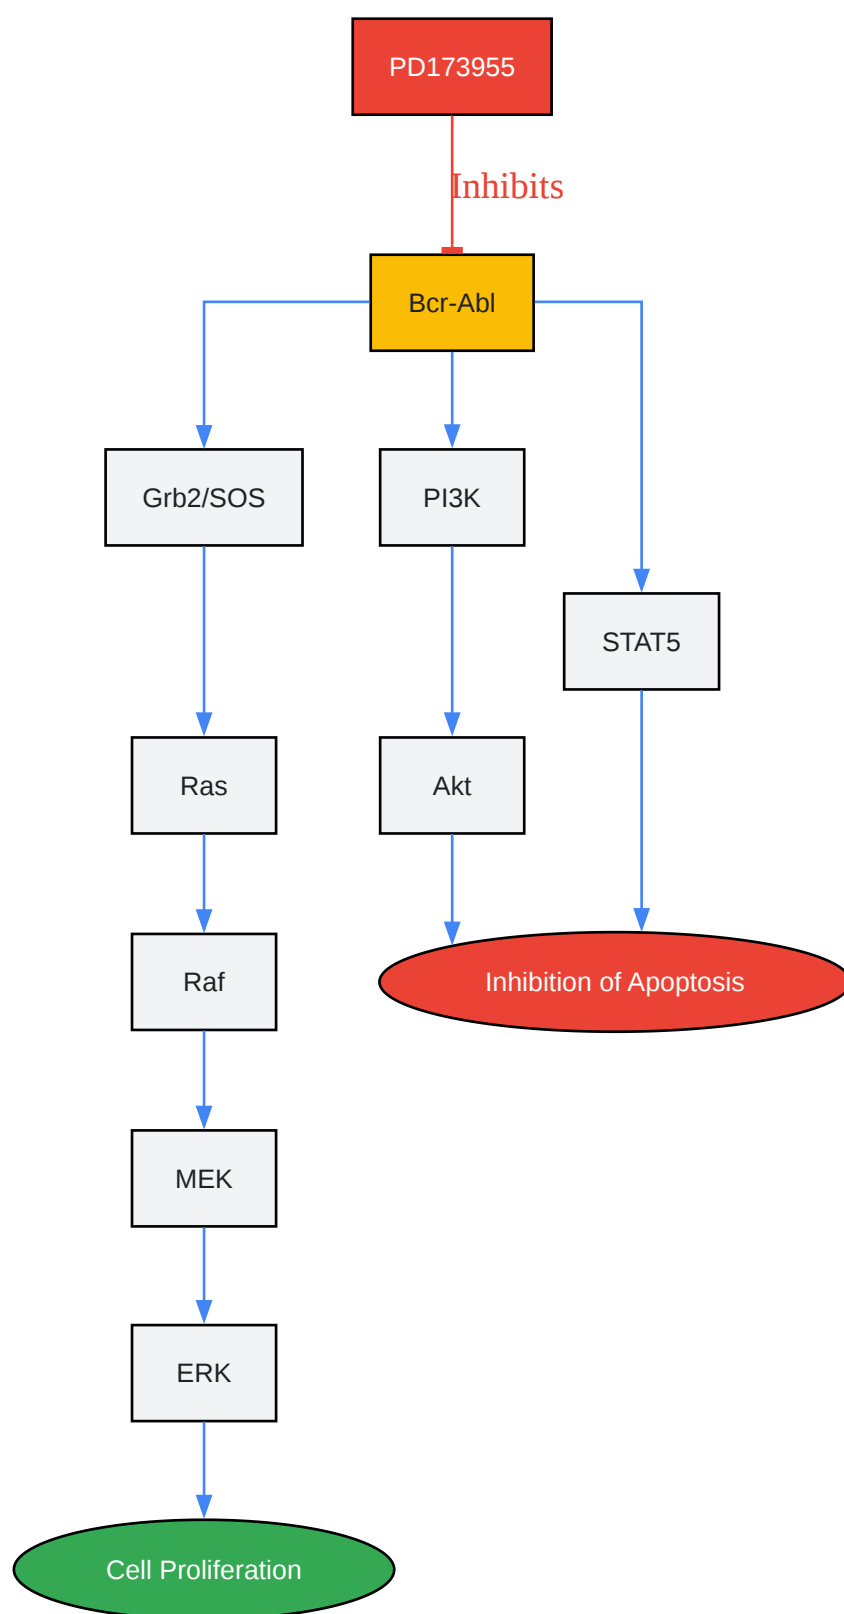 PD173955
Inhibits
Bcr-Abl
Grb2/SOS
PI3K
STAT5
Ras
Akt
Raf
Inhibition of Apoptosis
MEK
ERK
Cell Proliferation